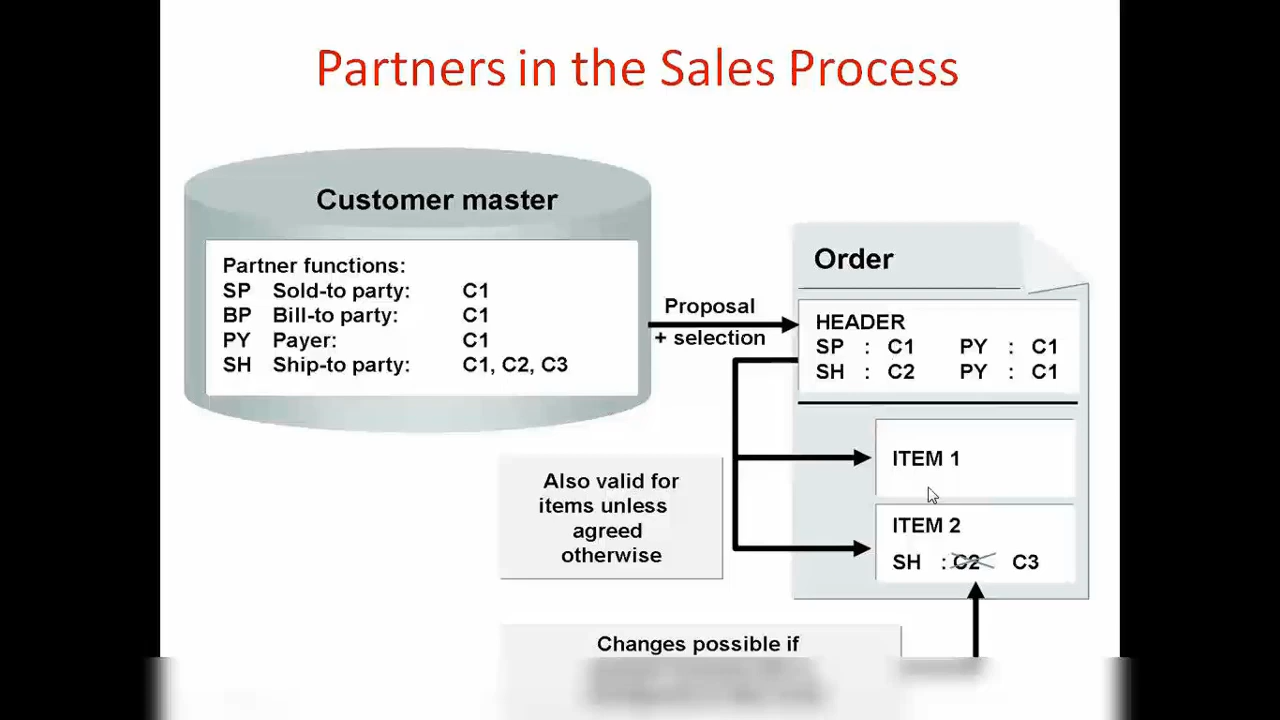 Partners in the Sales Process
Customer master
Partner functions:
SP Sold-to party: C1
BP Bill-to party: C1
PY Payer: C1
SH Ship-to party: C1, C2, C3
Proposal
+ selection
Order
HEADER
SP : C1 PY : C1
SH : C2 PY : C1
ITEM 1
ITEM 2
SH : C2 C3
Also valid for
items unless
agreed
otherwise
Changes possible if